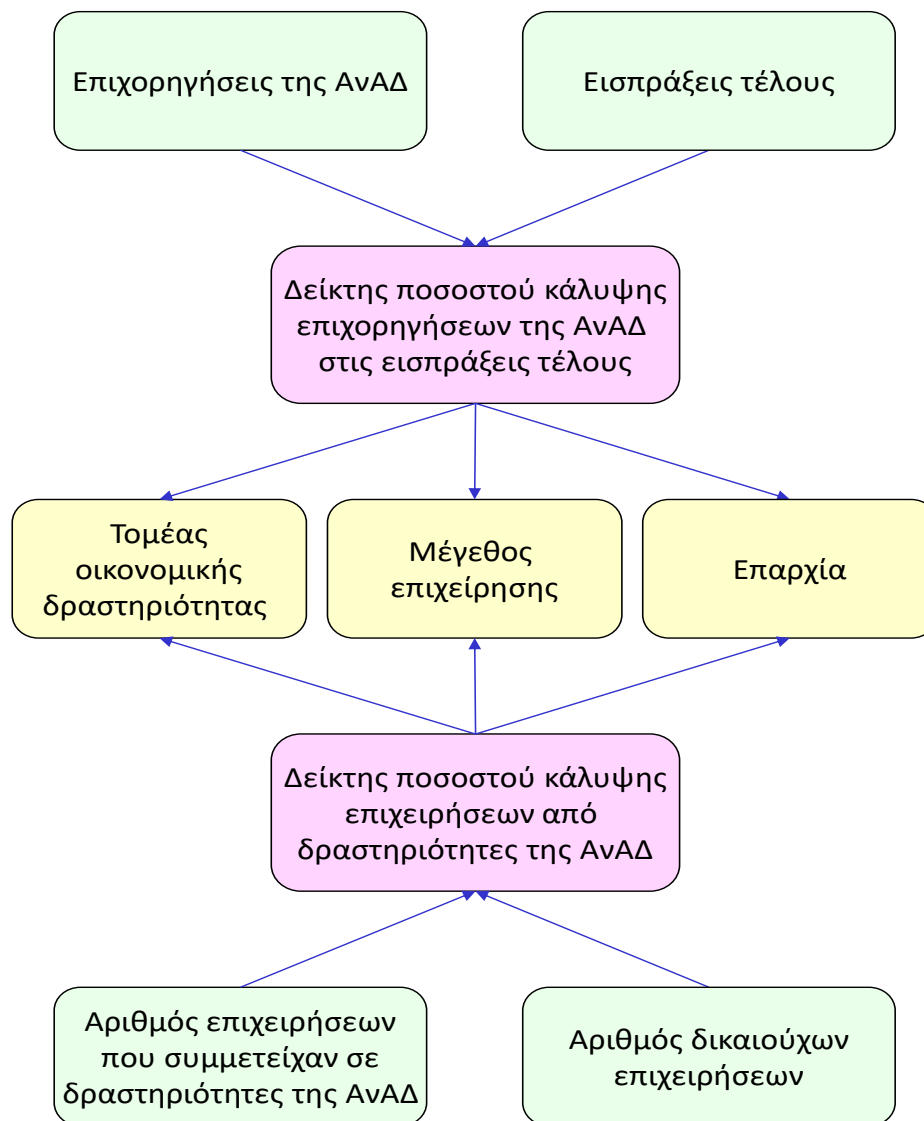 Επιχορηγήσεις της ΑνΑΔ
Εισπράξεις τέλους
Δείκτης ποσοστού κάλυψης
επιχορηγήσεων της ΑνΑΔ
στις εισπράξεις τέλους
Τομέας
οικονομικής
δραστηριότητας
Μέγεθος
επιχείρησης
Επαρχία
Δείκτης ποσοστού κάλυψης
επιχειρήσεων από
δραστηριότητες της ΑνΑΔ
Αριθμός επιχειρήσεων
που συμμετείχαν σε
δραστηριότητες της ΑνΑΔ
Αριθμός δικαιούχων
επιχειρήσεων